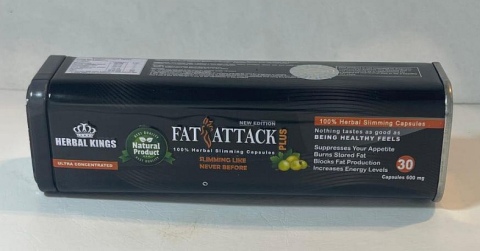 HERBAL KINGS
ULTRA CONCENTRATED
Natural
Product
NEW EDITION
FAT ATTACK
PLUS
100% Herbal Slimming Capsules
SLIMMING LIKE
NEVER BEFORE
100% Herbal Slimming Capsules
Nothing tastes as good as
BEING HEALTHY FEELS
Suppresses Your Appetite
Burns Stored Fat
Blocks Fat Production
Increases Energy Levels
30
Capsules 500 mg